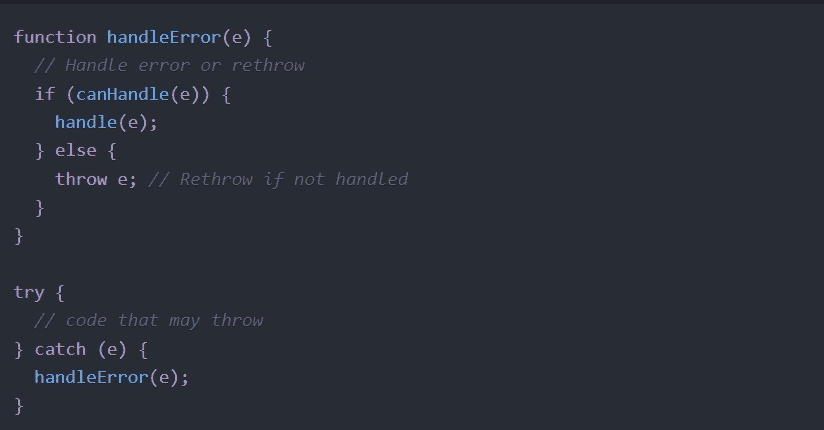 function handleError(e) {
  // Handle error or rethrow
  if (canHandle(e)) {
    handle(e);
  } else {
    throw e; // Rethrow if not handled
  }
}

try {
  // code that may throw
} catch (e) {
  handleError(e);
}